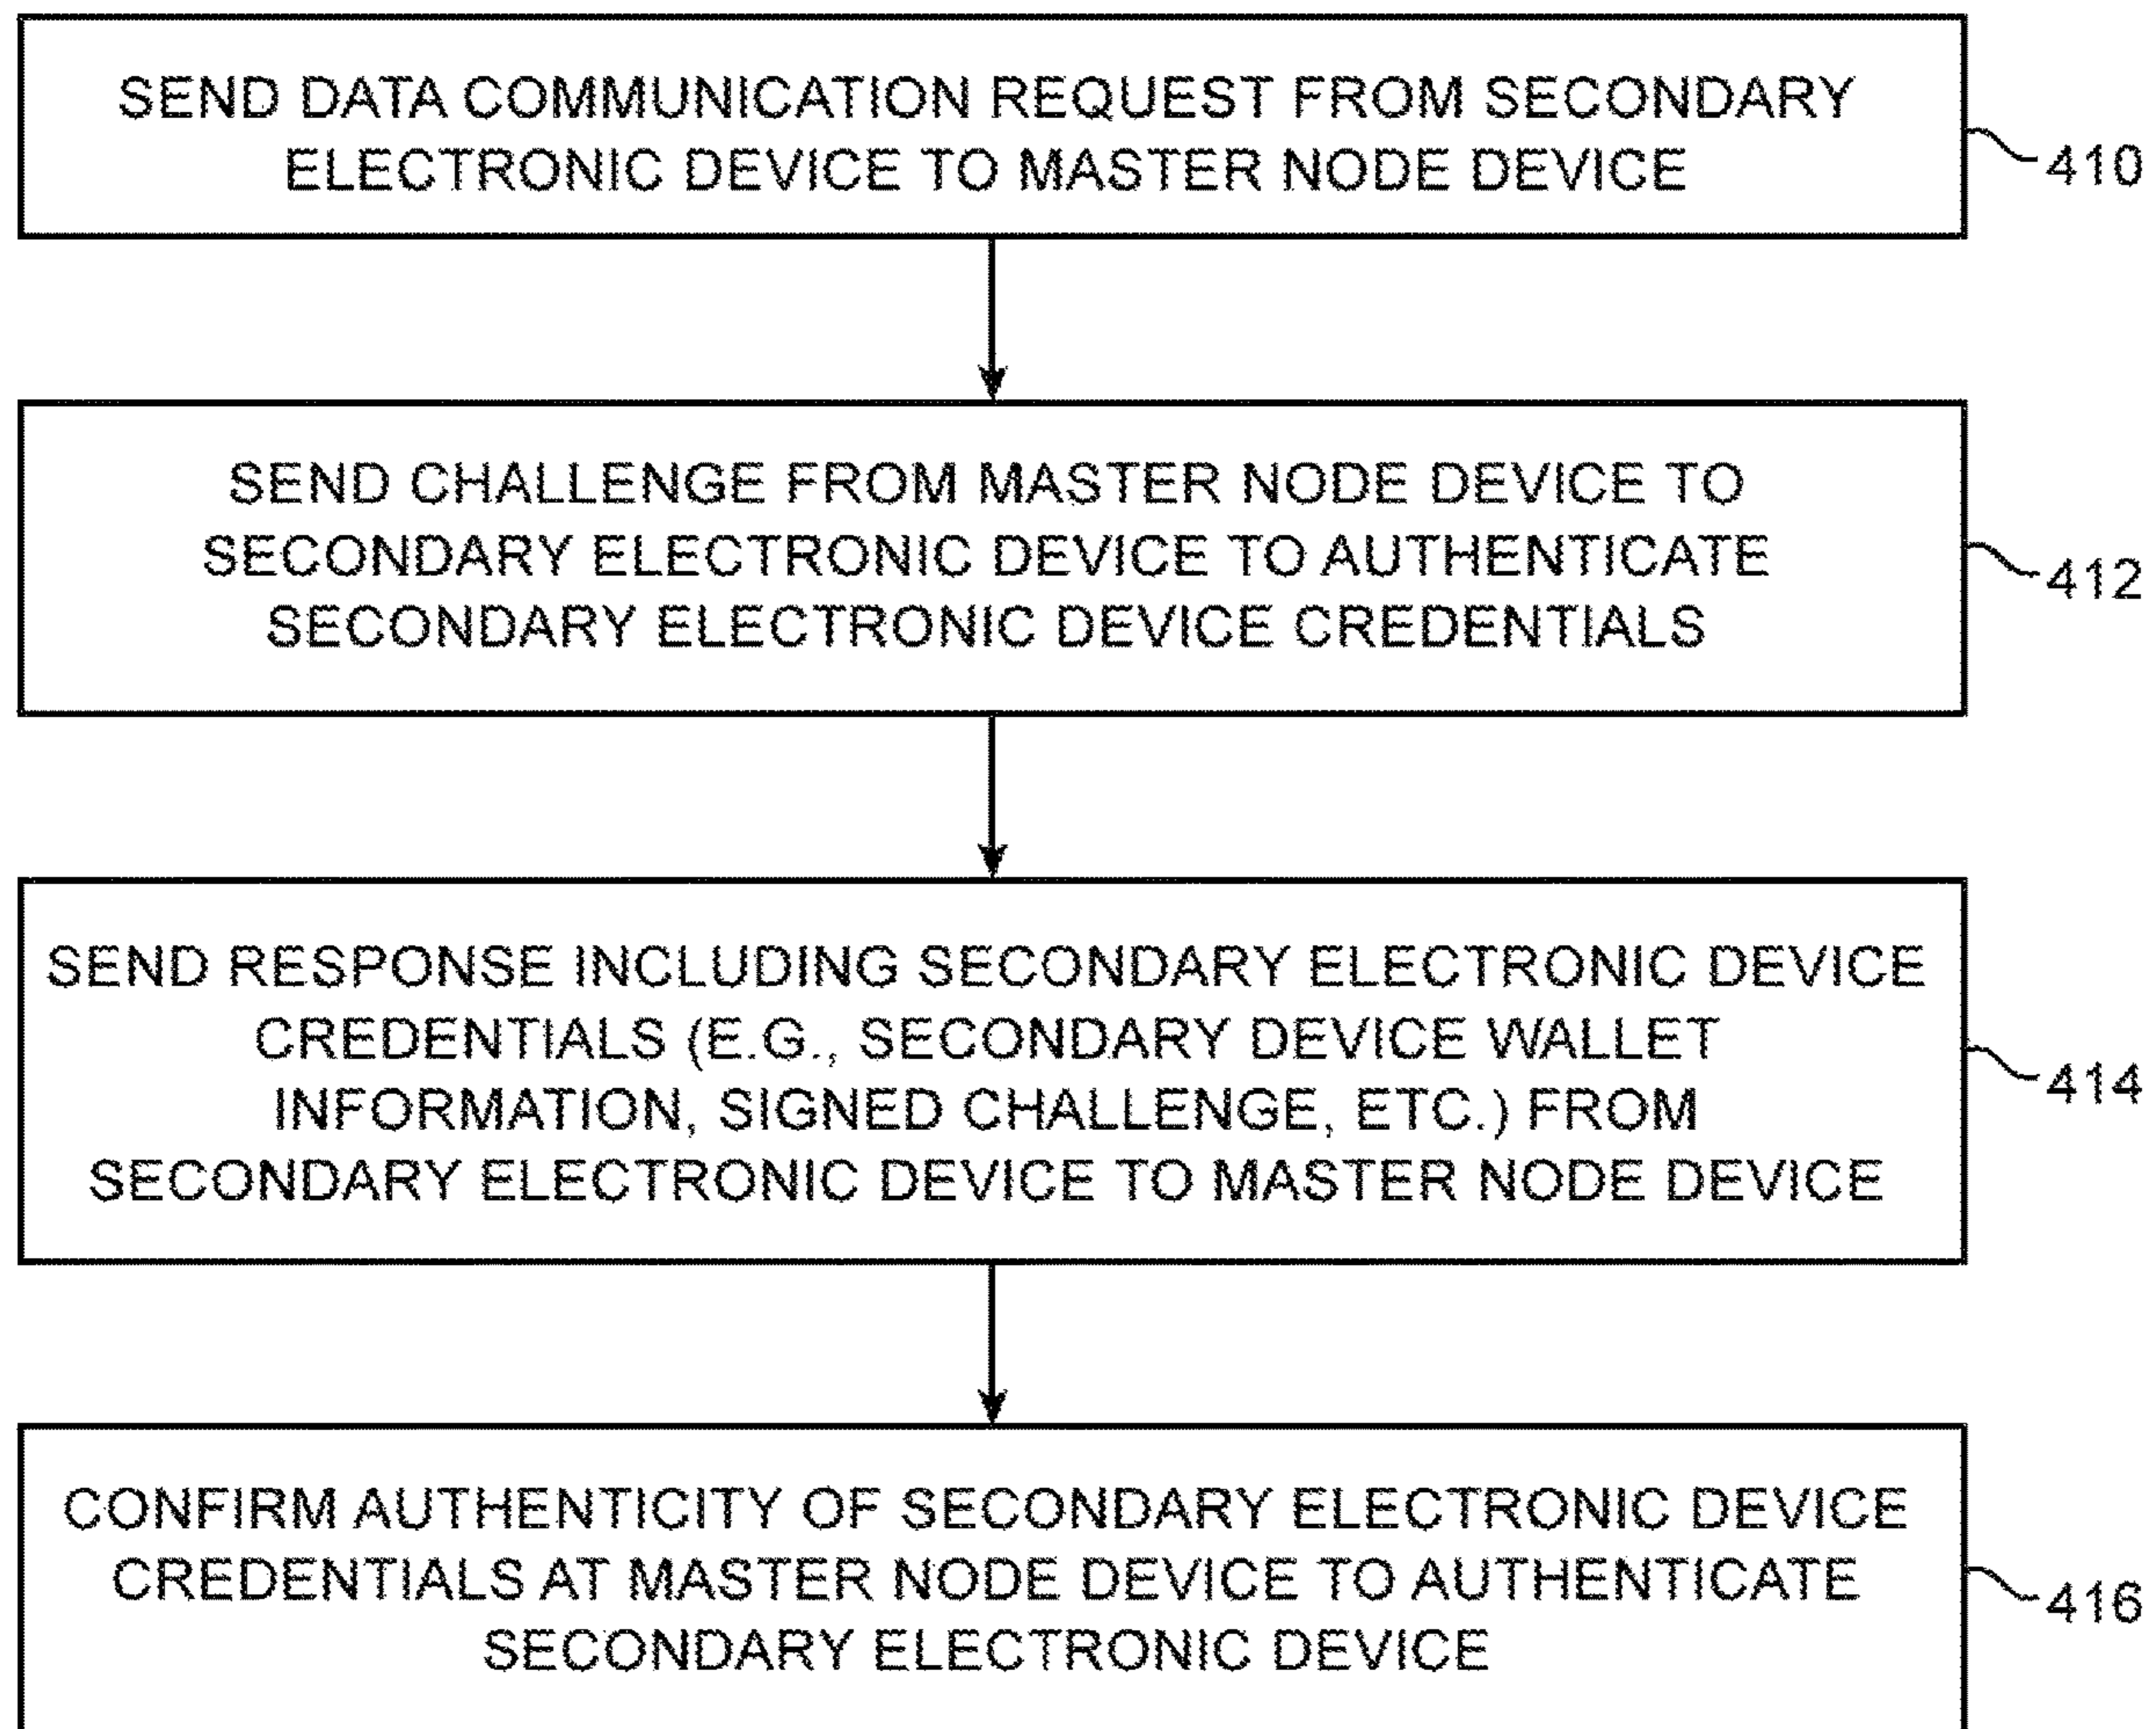 SEND DATA COMMUNICATION REQUEST FROM SECONDARY
ELECTRONIC DEVICE TO MASTER NODE DEVICE
410
SEND CHALLENGE FROM MASTER NODE DEVICE TO
SECONDARY ELECTRONIC DEVICE TO AUTHENTICATE
SECONDARY ELECTRONIC DEVICE CREDENTIALS
412
SEND RESPONSE INCLUDING SECONDARY ELECTRONIC DEVICE
CREDENTIALS (E.G., SECONDARY DEVICE WALLET
INFORMATION, SIGNED CHALLENGE, ETC.) FROM
SECONDARY ELECTRONIC DEVICE TO MASTER NODE DEVICE
414
CONFIRM AUTHENTICITY OF SECONDARY ELECTRONIC DEVICE
CREDENTIALS AT MASTER NODE DEVICE TO AUTHENTICATE
SECONDARY ELECTRONIC DEVICE
416